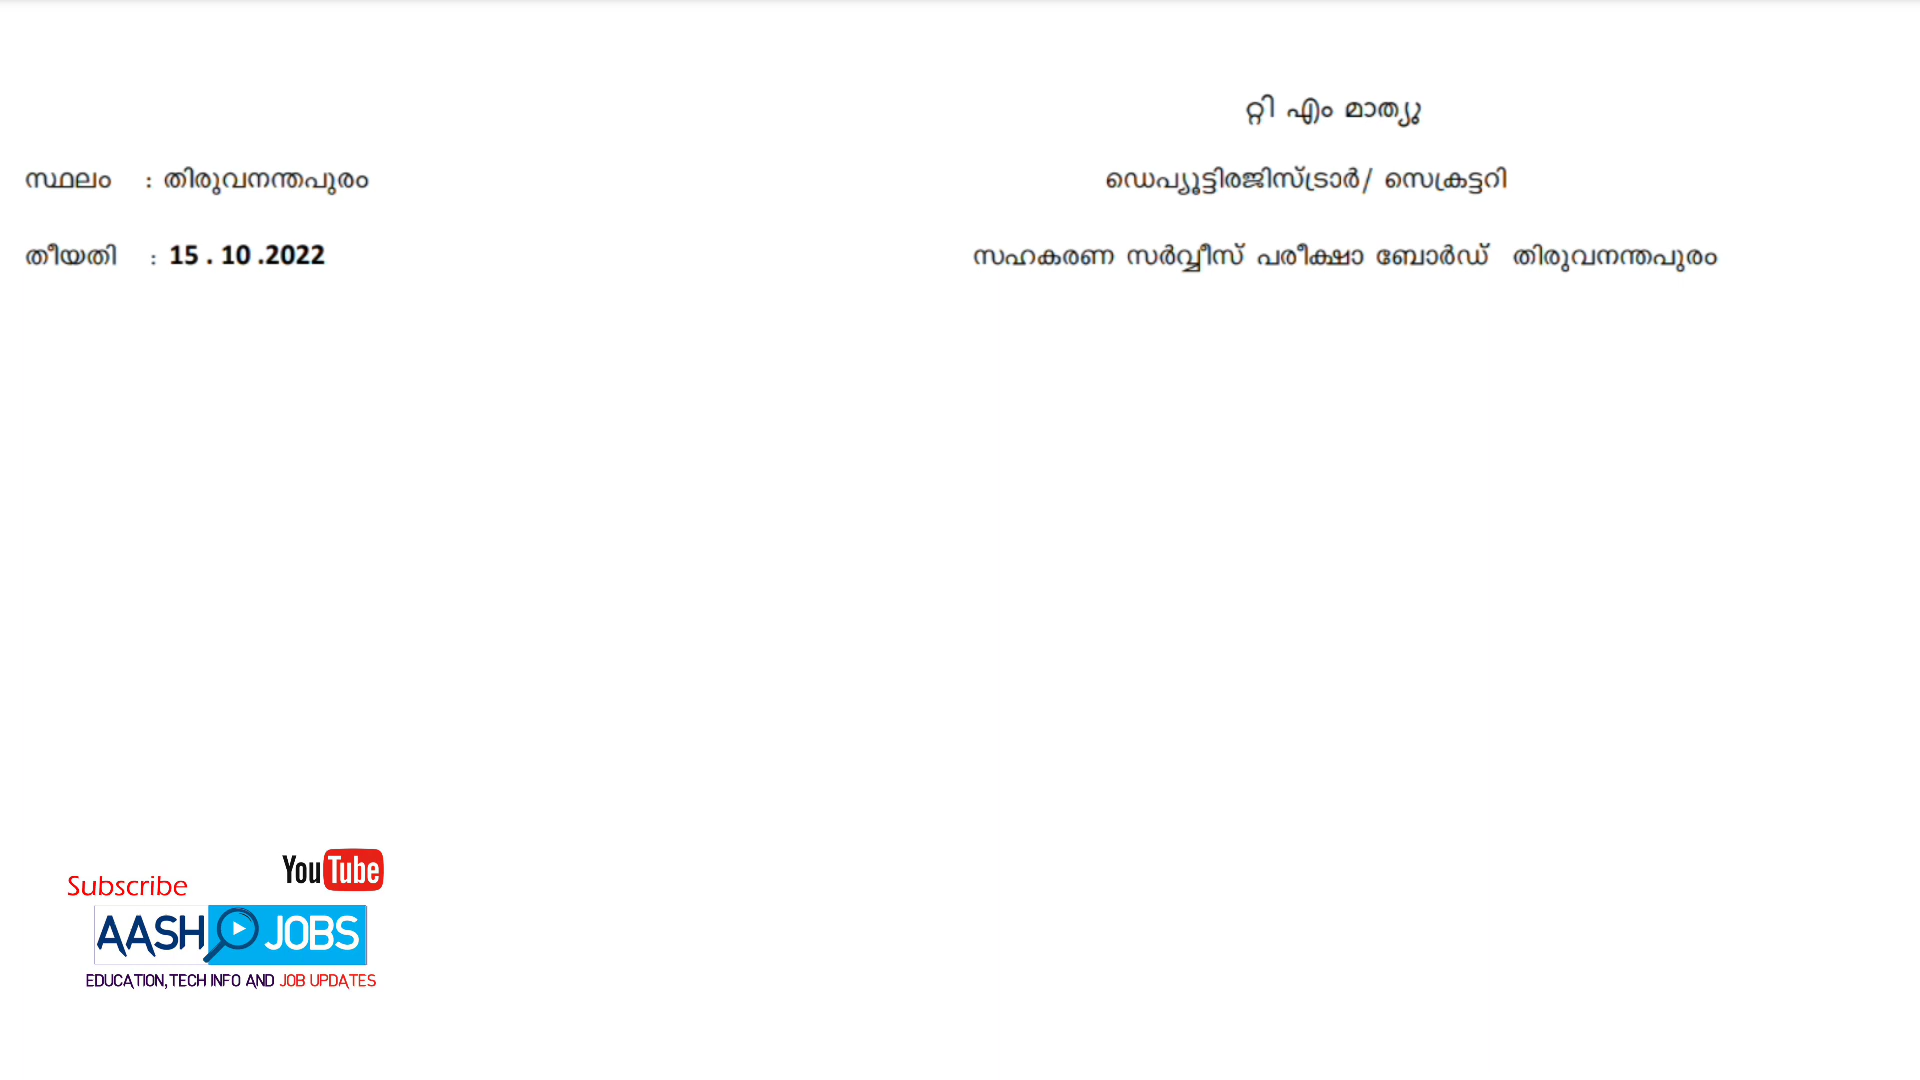 റ്റി എം മാത്യു
സ്ഥലം : തിരുവനന്തപുരം
ഡെപ്യൂട്ടിരജിസ്ട്രാർ/ സെക്രട്ടറി
തീയതി : 15 . 10 .2022
സഹകരണ സർവ്വീസ് പരീക്ഷാ ബോർഡ് തിരുവനന്തപുരം
YouTube
Subscribe
AASH JOBS
EDUCATION,TECH INFO AND JOB UPDATES